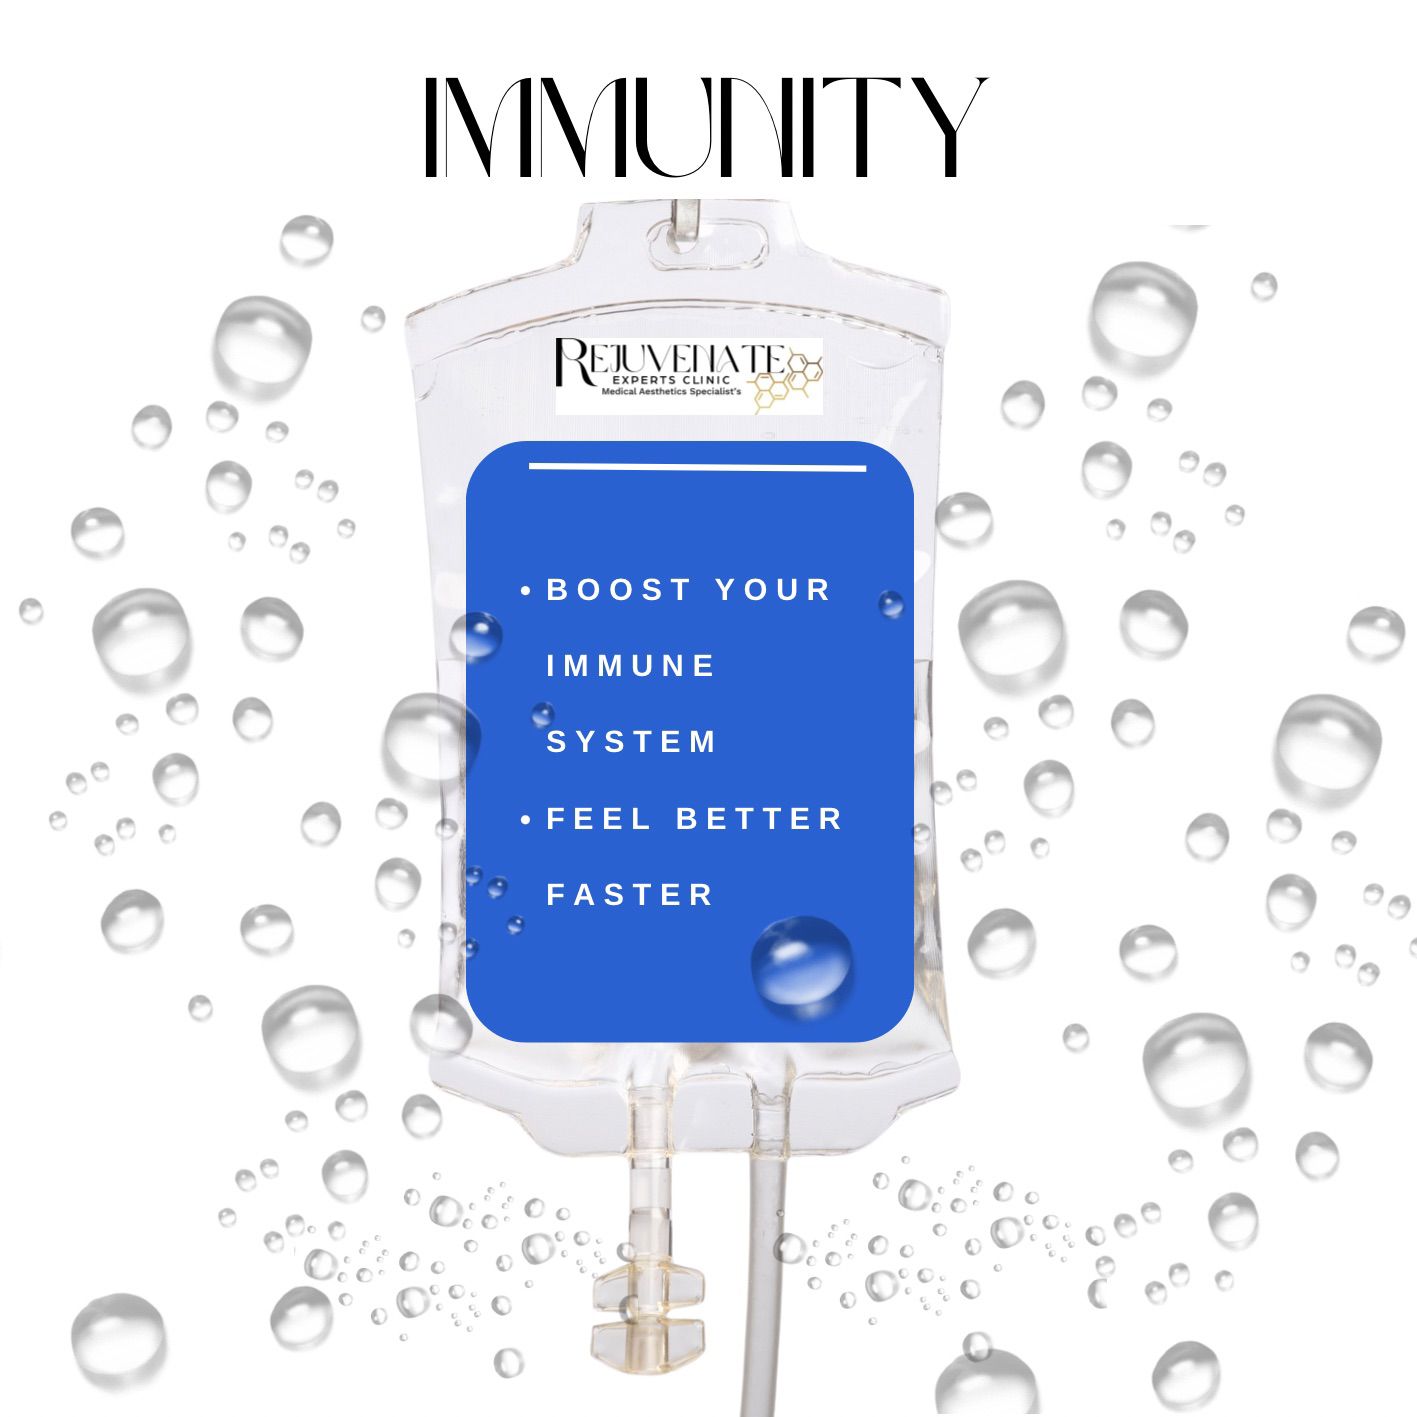 IMMUNITY
REJUVENATE
EXPERTS CLINIC
Medical Aesthetics Specialist's
• BOOST YOUR
IMMUNE
SYSTEM
• FEEL BETTER
FASTER